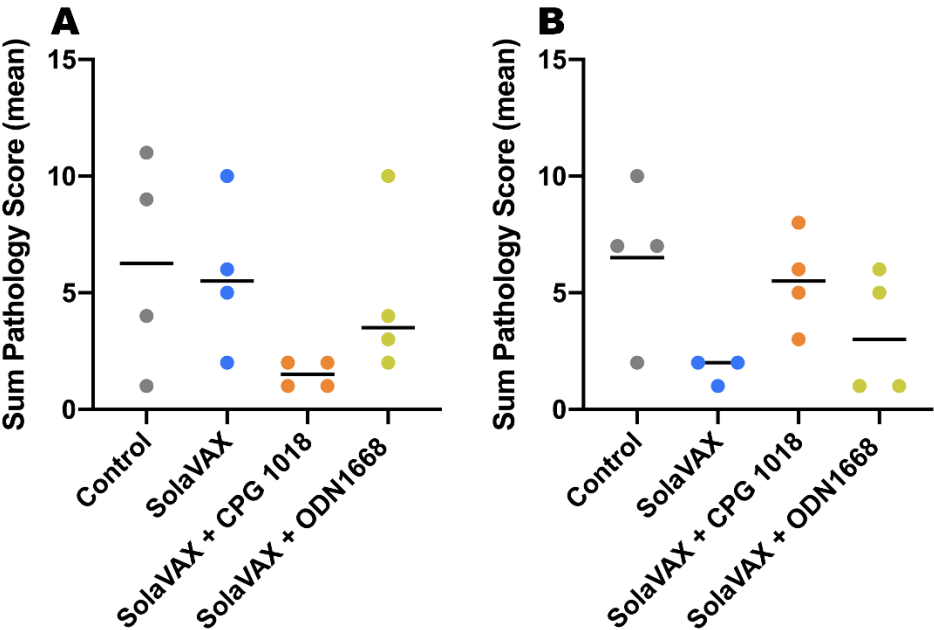 A
Sum Pathology Score (mean)
15
10
5
0
Control
SolaVAX
SolaVAX + CPG 1018
SolaVAX + ODN1668
B
Sum Pathology Score (mean)
15
10
5
0
Control
SolaVAX
SolaVAX + CPG 1018
SolaVAX + ODN1668